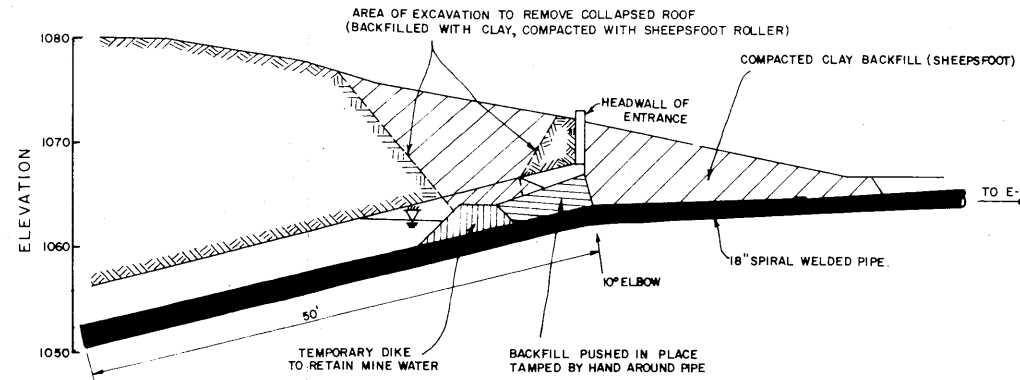 AREA OF EXCAVATION TO REMOVE COLLAPSED ROOF
(BACKFILLED WITH CLAY, COMPACTED WITH SHEEPSFOOT ROLLER)
1080
COMPACTED CLAY BACKFILL (SHEEPSFOOT)
HEADWALL OF
ENTRANCE
1070
ELEVATION
TO E-
1060
18" SPIRAL WELDED PIPE.
10° ELBOW
50'
1050
TEMPORARY DIKE
TO RETAIN MINE WATER
BACKFILL PUSHED IN PLACE
TAMPED BY HAND AROUND PIPE